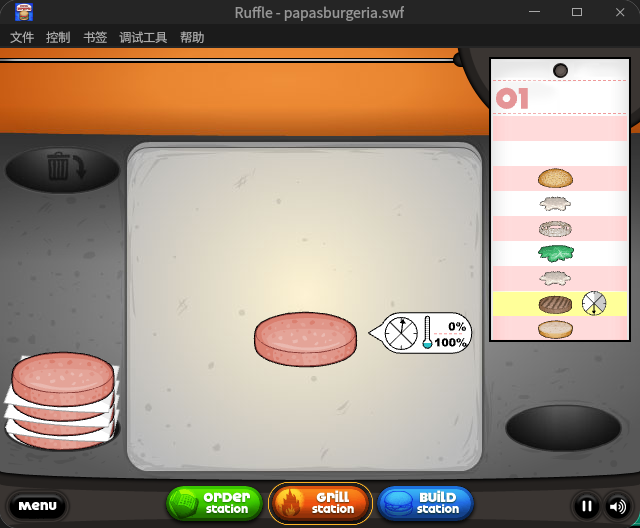 Ruffle - papasburgeria.swf
文件 控制 书签 调试工具 帮助
01
0%
100%
MENU
ORDER
station
GRILL
station
BUILD
station